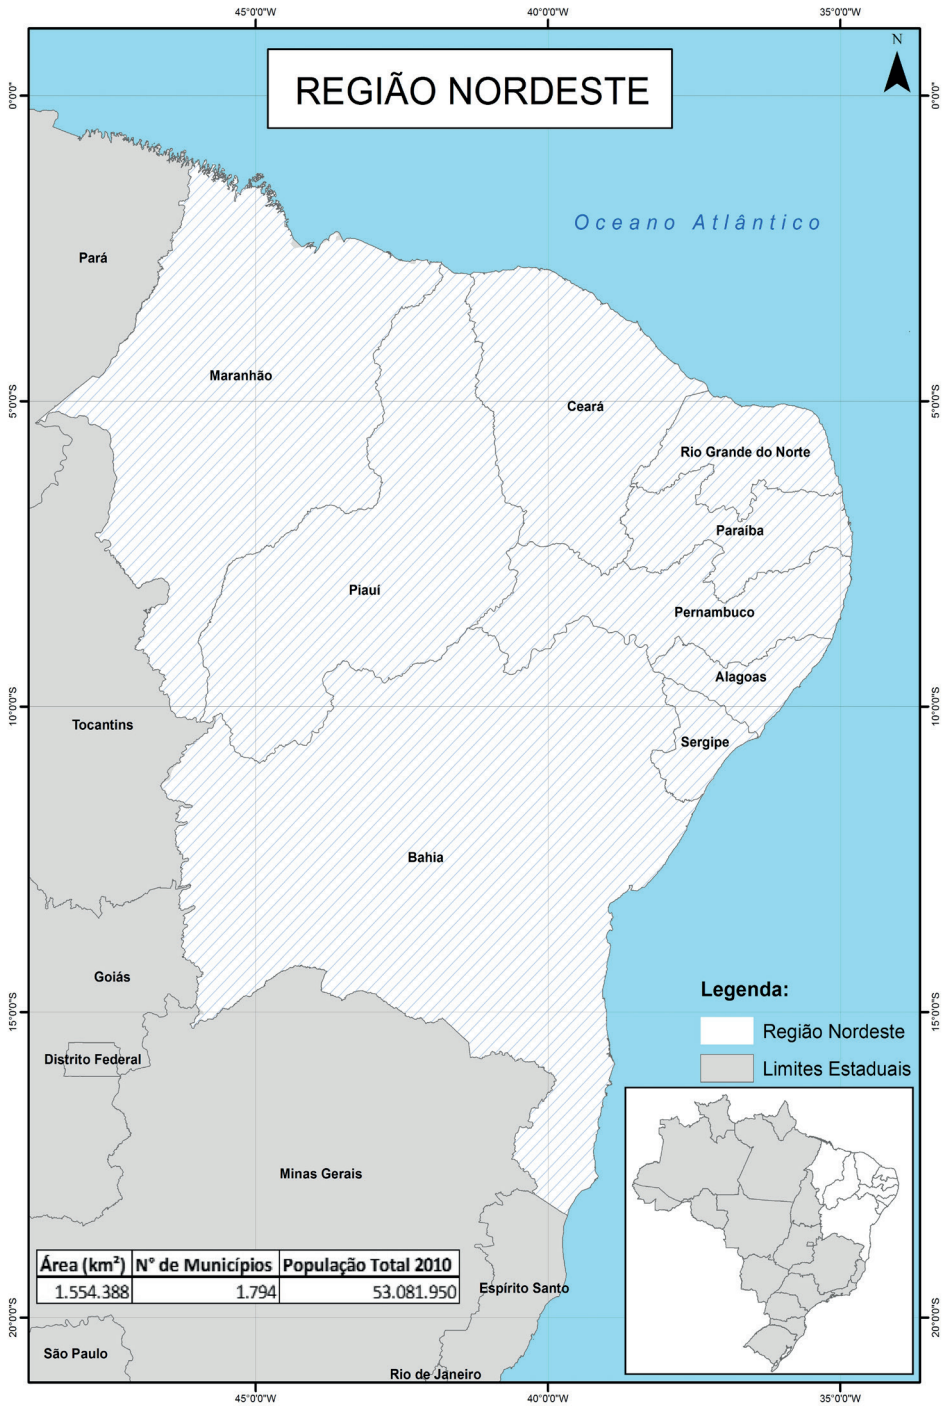 45°0'0"W 40°0'0"W 35°0'0"W
N
REGIÃO NORDESTE
0°0'0" 0°0'0"
Oceano Atlântico
Pará
Maranhão
5°0'0"S 5°0'0"S
Ceará
Rio Grande do Norte
Paraíba
Piauí
Pernambuco
Alagoas
10°0'0"S 10°0'0"S
Tocantins
Sergipe
Bahia
Goiás
Legenda:
15°0'0"S 15°0'0"S
Região Nordeste
Distrito Federal
Limites Estaduais
Minas Gerais
Área (km²) N° de Municípios População Total 2010
1.554.388 1.794 53.081.950
Espírito Santo
20°0'0"S 20°0'0"S
São Paulo
Rio de Janeiro
45°0'0"W 40°0'0"W 35°0'0"W